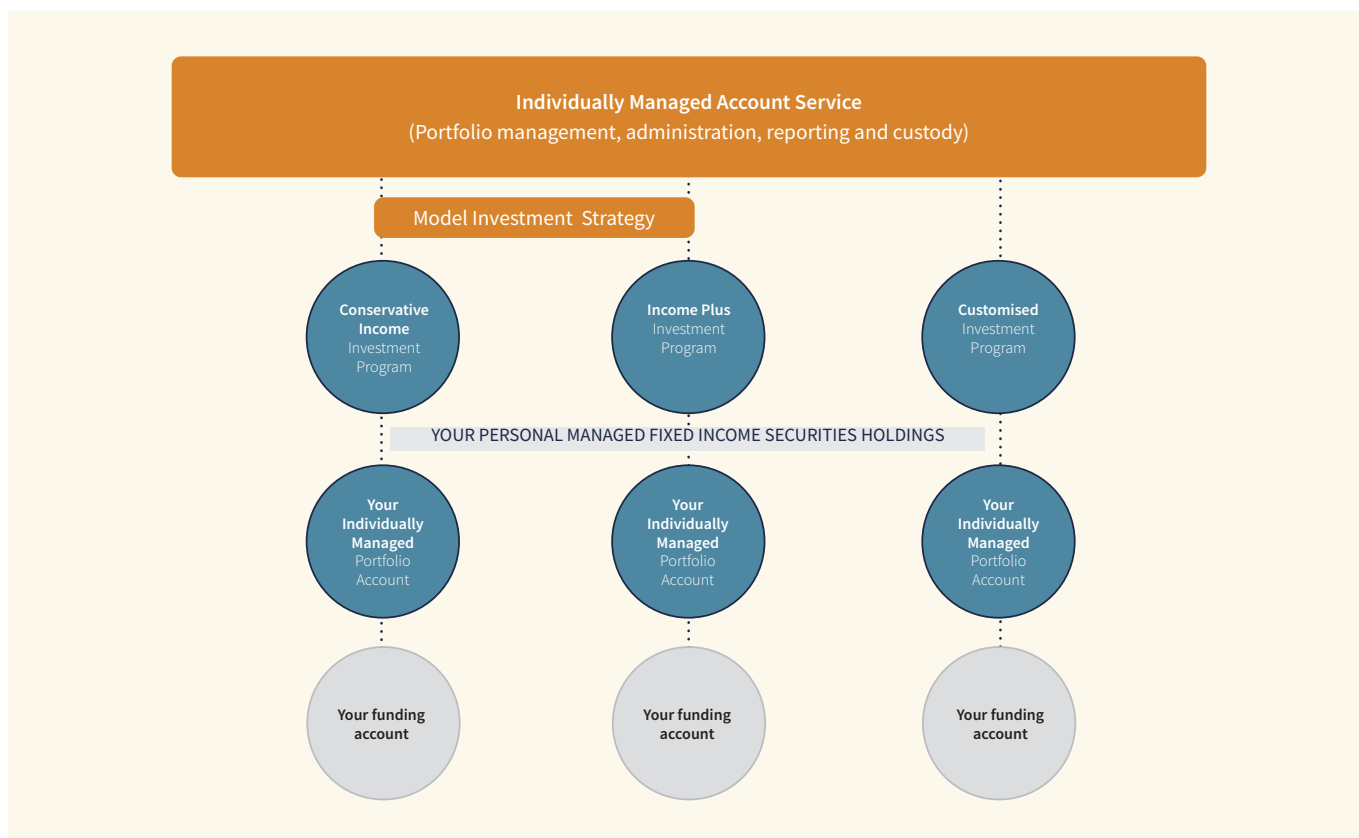 Individually Managed Account Service
(Portfolio management, administration, reporting and custody)
Model Investment Strategy
Conservative
Income
Investment
Program
Income Plus
Investment
Program
Customised
Investment
Program
YOUR PERSONAL MANAGED FIXED INCOME SECURITIES HOLDINGS
Your
Individually
Managed
Portfolio
Account
Your
Individually
Managed
Portfolio
Account
Your
Individually
Managed
Portfolio
Account
Your funding
account
Your funding
account
Your funding
account